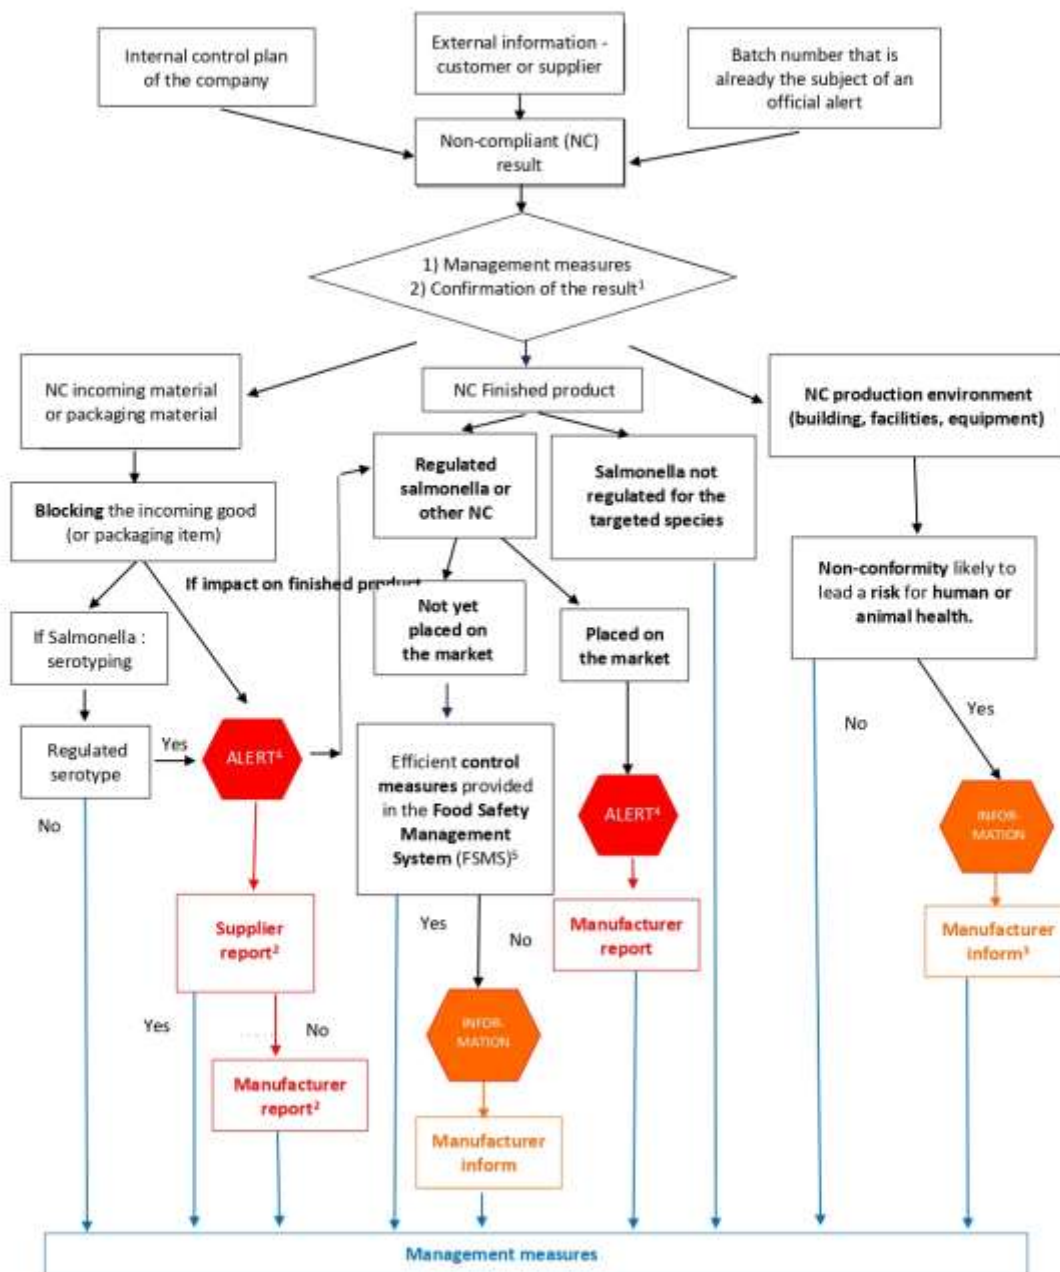 Internal control plan
of the company
External information -
customer or supplier
Batch number that is
already the subject of an
official alert
Non-compliant (NC)
result
1) Management measures
2) Confirmation of the result¹
NC incoming material
or packaging material
NC Finished product
NC production environment
(building, facilities, equipment)
Blocking the incoming good
(or packaging item)
Regulated
salmonella or
other NC
Salmonella not
regulated for the
targeted species
Non-conformity likely to
lead a risk for human or
animal health.
If impact on finished product
If Salmonella :
serotyping
Not yet
placed on
the market
Placed on
the market
No
Yes
Regulated
serotype
Yes
ALERT⁴
Efficient control
measures provided
in the Food Safety
Management
System (FSMS)⁵
ALERT⁴
INFOR-
MATION
No
Supplier
report²
Yes
No
Manufacturer
report
Manufacturer
inform³
Yes
No
INFOR-
MATION
Manufacturer
report²
Manufacturer
inform
Management measures